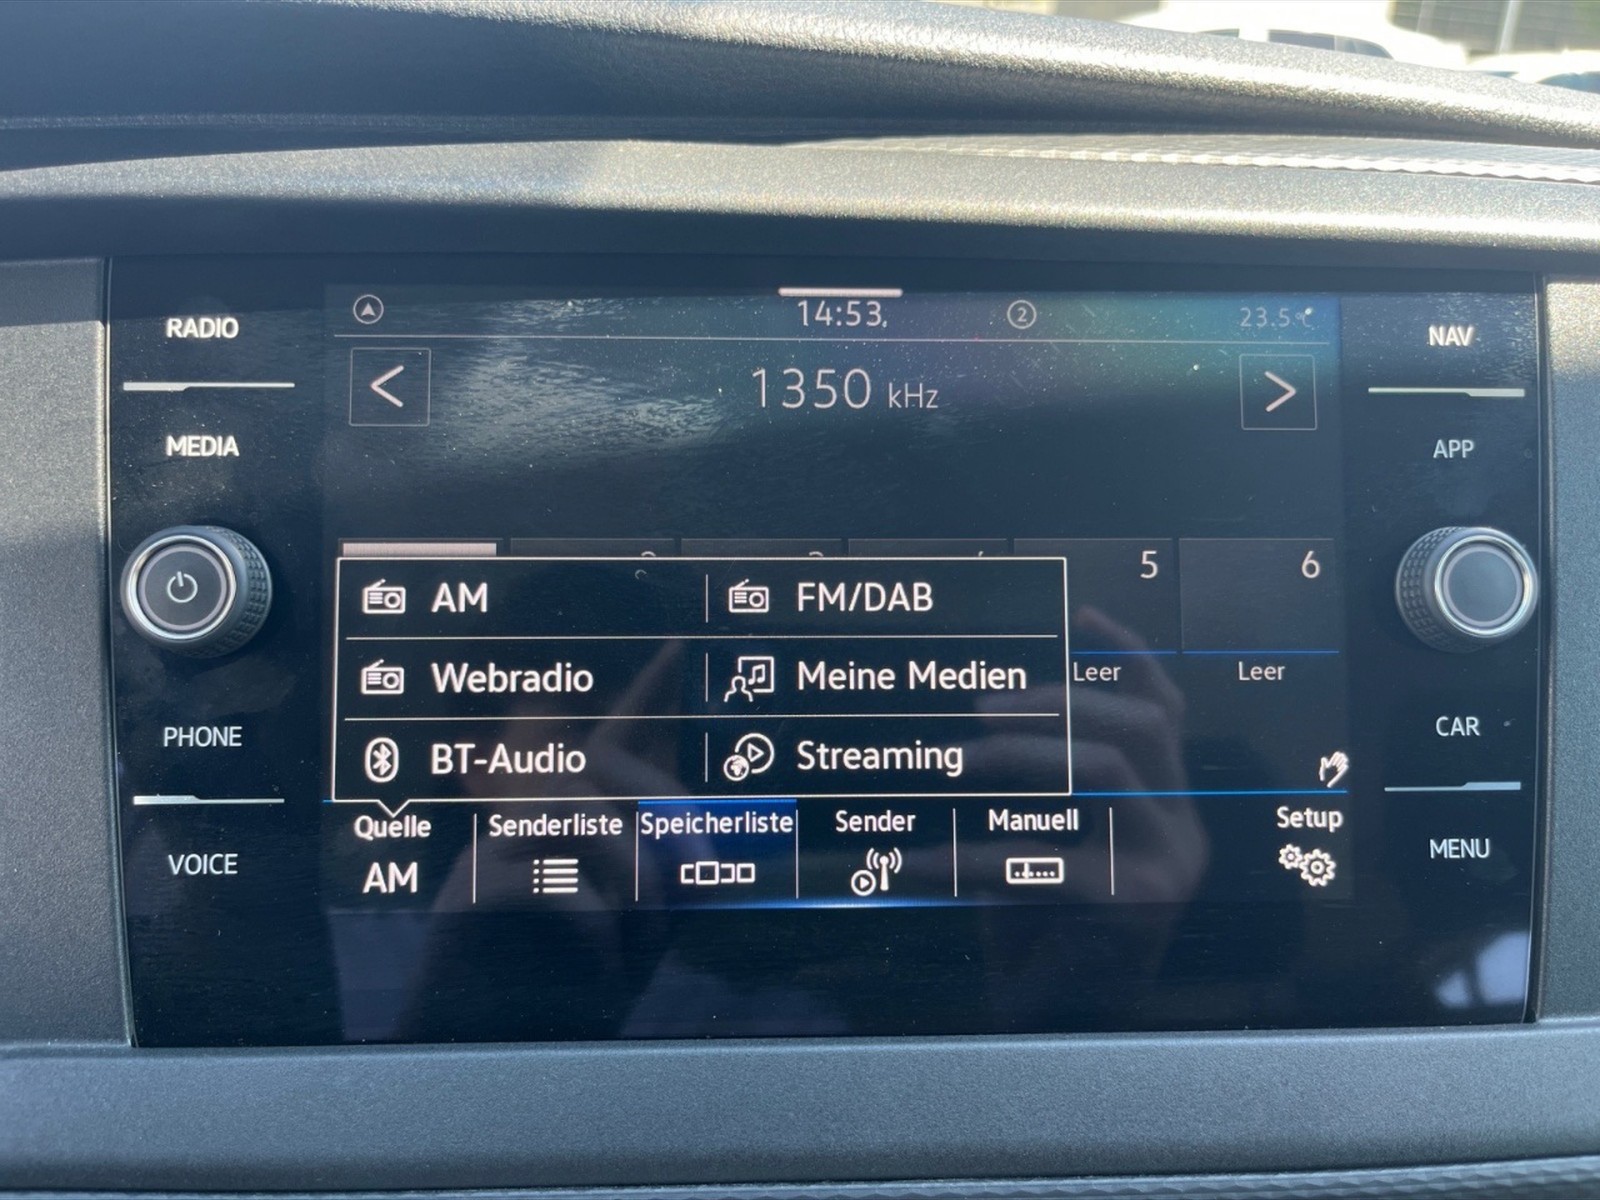 RADIO
MEDIA
PHONE
VOICE
14:53
2
23.5°C
1350 kHz
5
6
AM
FM/DAB
Webradio
Meine Medien
BT-Audio
Streaming
Leer
Leer
Quelle
AM
Senderliste
Speicherliste
Sender
Manuell
Setup
NAV
APP
CAR
MENU